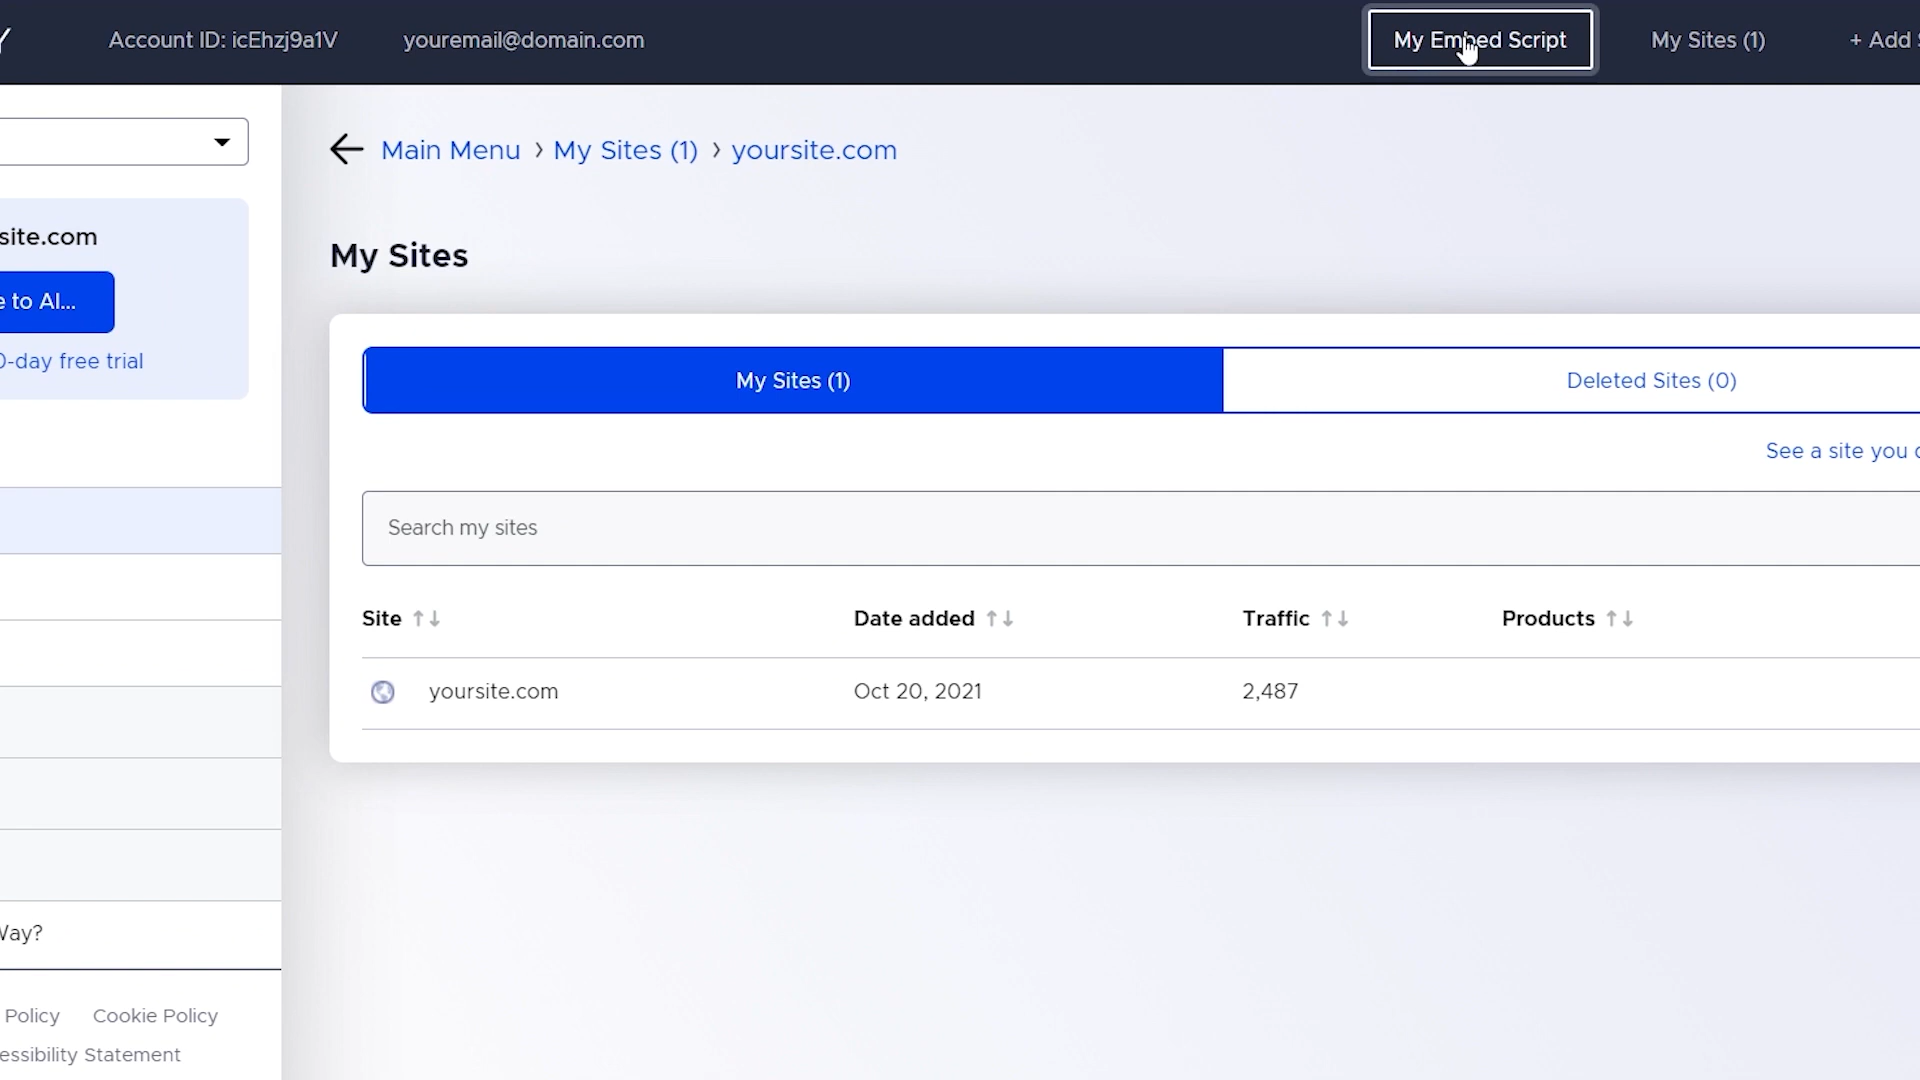 Account ID: icEhzj9a1V youremail@domain.com My Embed Script My Sites (1) + Add
Main Menu › My Sites (1) › yoursite.com
site.com
My Sites
e to AI...
0-day free trial
My Sites (1) Deleted Sites (0)
See a site you
Search my sites
Site Date added Traffic Products
yoursite.com Oct 20, 2021 2,487
Way?
Policy Cookie Policy
essibility Statement